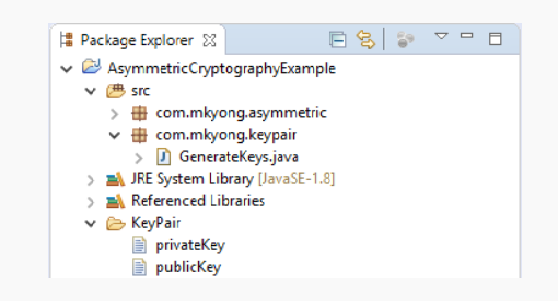 Package Explorer
AsymmetricCryptographyExample
src
com.mkyong.asymmetric
com.mkyong.keypair
GenerateKeys.java
JRE System Library [JavaSE-1.8]
Referenced Libraries
KeyPair
privateKey
publicKey